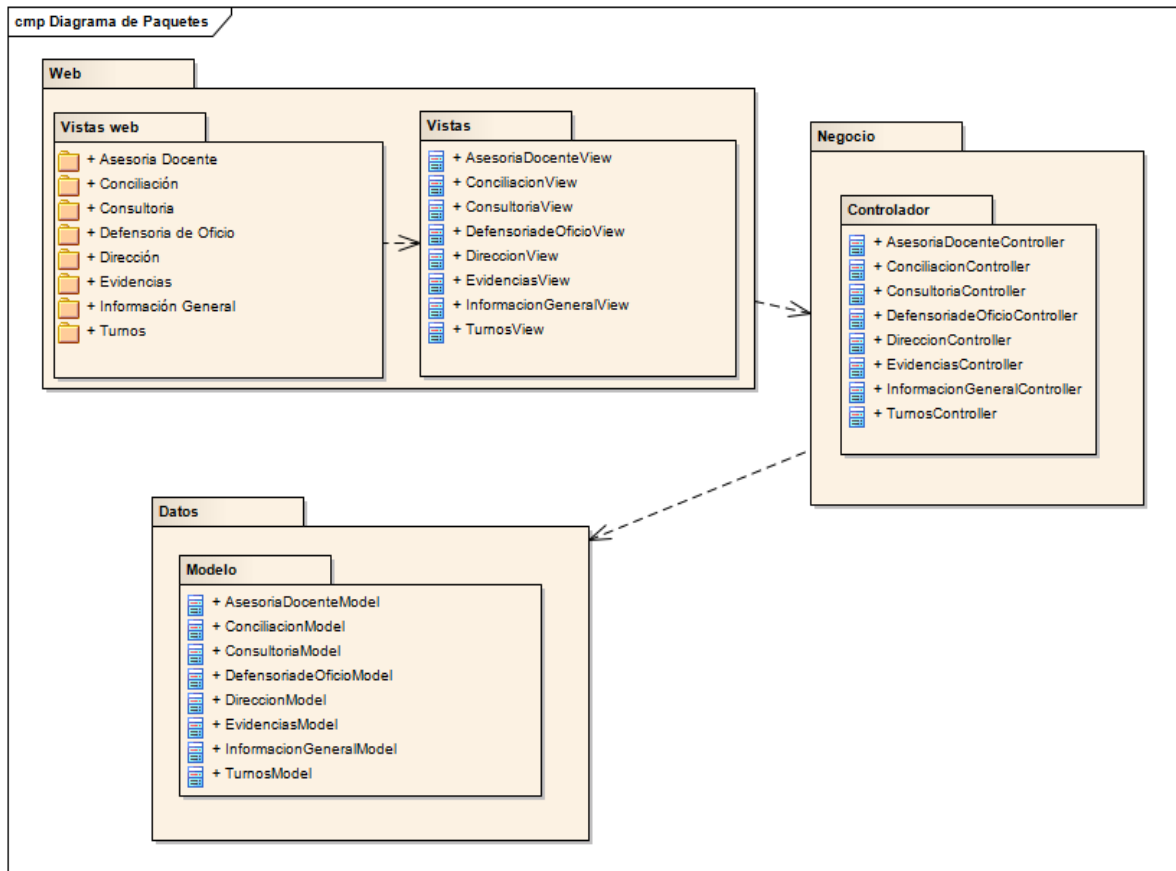 cmp Diagrama de Paquetes
Web
Vistas web
+ Asesoria Docente
+ Conciliación
+ Consultoria
+ Defensoria de Oficio
+ Dirección
+ Evidencias
+ Información General
+ Turnos
Vistas
+ AsesoriaDocenteView
+ ConciliacionView
+ ConsultoriaView
+ DefensoriadeOficioView
+ DireccionView
+ EvidenciasView
+ InformacionGeneralView
+ TurnosView
Negocio
Controlador
+ AsesoriaDocenteController
+ ConciliacionController
+ ConsultoriaController
+ DefensoriadeOficioController
+ DireccionController
+ EvidenciasController
+ InformacionGeneralController
+ TurnosController
Datos
Modelo
+ AsesoriaDocenteModel
+ ConciliacionModel
+ ConsultoriaModel
+ DefensoriadeOficioModel
+ DireccionModel
+ EvidenciasModel
+ InformacionGeneralModel
+ TurnosModel